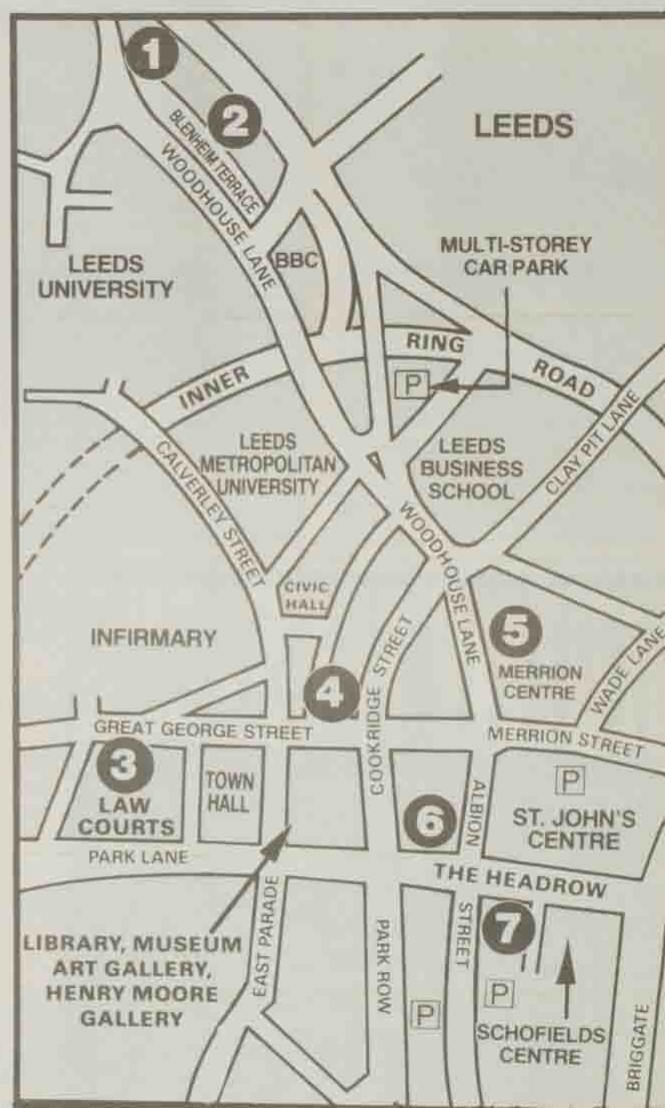 1
2
BLENHEIM TERRACE
WOODHOUSE LANE
LEEDS
BBC
MULTI-STOREY
CAR PARK
LEEDS
UNIVERSITY
INNER
RING
ROAD
P
CALVERLEY STREET
LEEDS
METROPOLITAN
UNIVERSITY
LEEDS
BUSINESS
SCHOOL
CLAY PIT LANE
WOODHOUSE LANE
CIVIC
HALL
INFIRMARY
COOKRIDGE STREET
5
MERRION
CENTRE
WADE LANE
4
GREAT GEORGE STREET
MERRION STREET
3
LAW
COURTS
TOWN
HALL
6
ALBION
STREET
P
ST. JOHN'S
CENTRE
PARK LANE
THE HEADROW
LIBRARY, MUSEUM
ART GALLERY,
HENRY MOORE
GALLERY
EAST PARADE
PARK ROW
7
P
P
SCHOFIELDS
CENTRE
BRIGGATE